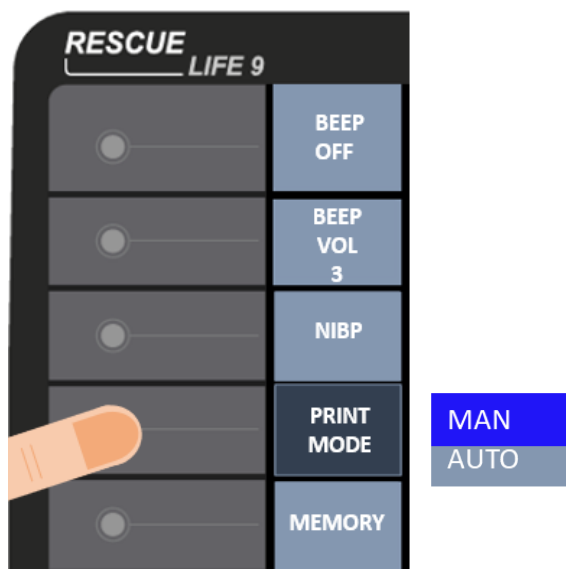 RESCUE
LIFE 9
BEEP
OFF
BEEP
VOL
3
NIBP
PRINT
MODE
MAN
AUTO
MEMORY